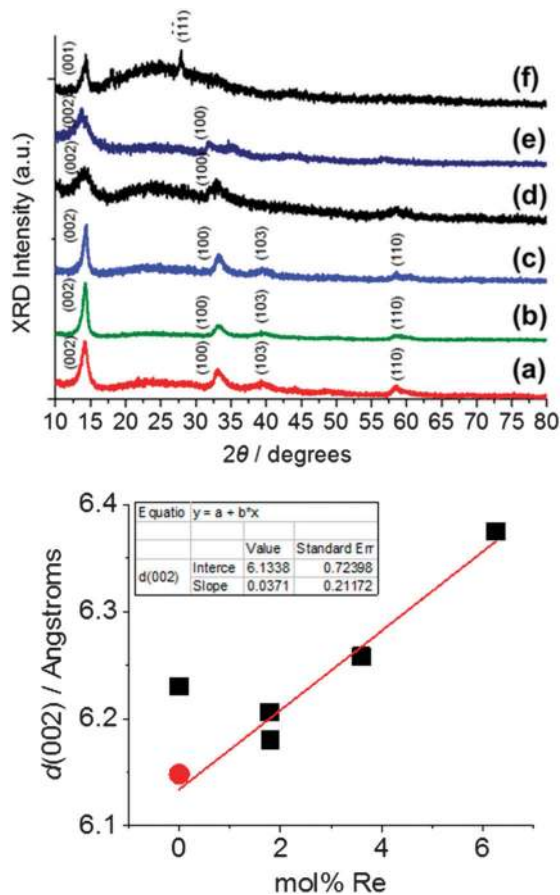 XRD Intensity (a.u.)
(001) (111) (f)
(002) (100) (e)
(002) (100) (d)
(002) (100) (103) (110) (c)
(002) (100) (103) (110) (b)
(002) (100) (103) (110) (a)
10 15 20 25 30 35 40 45 50 55 60 65 70 75 80
2θ / degrees
d(002) / Angstroms
6.4
6.3
6.2
6.1
Equatio y = a + b*x
Value Standard Err
d(002) Interce 6.1338 0.72398
Slope 0.0371 0.21172
0 2 4 6
mol% Re